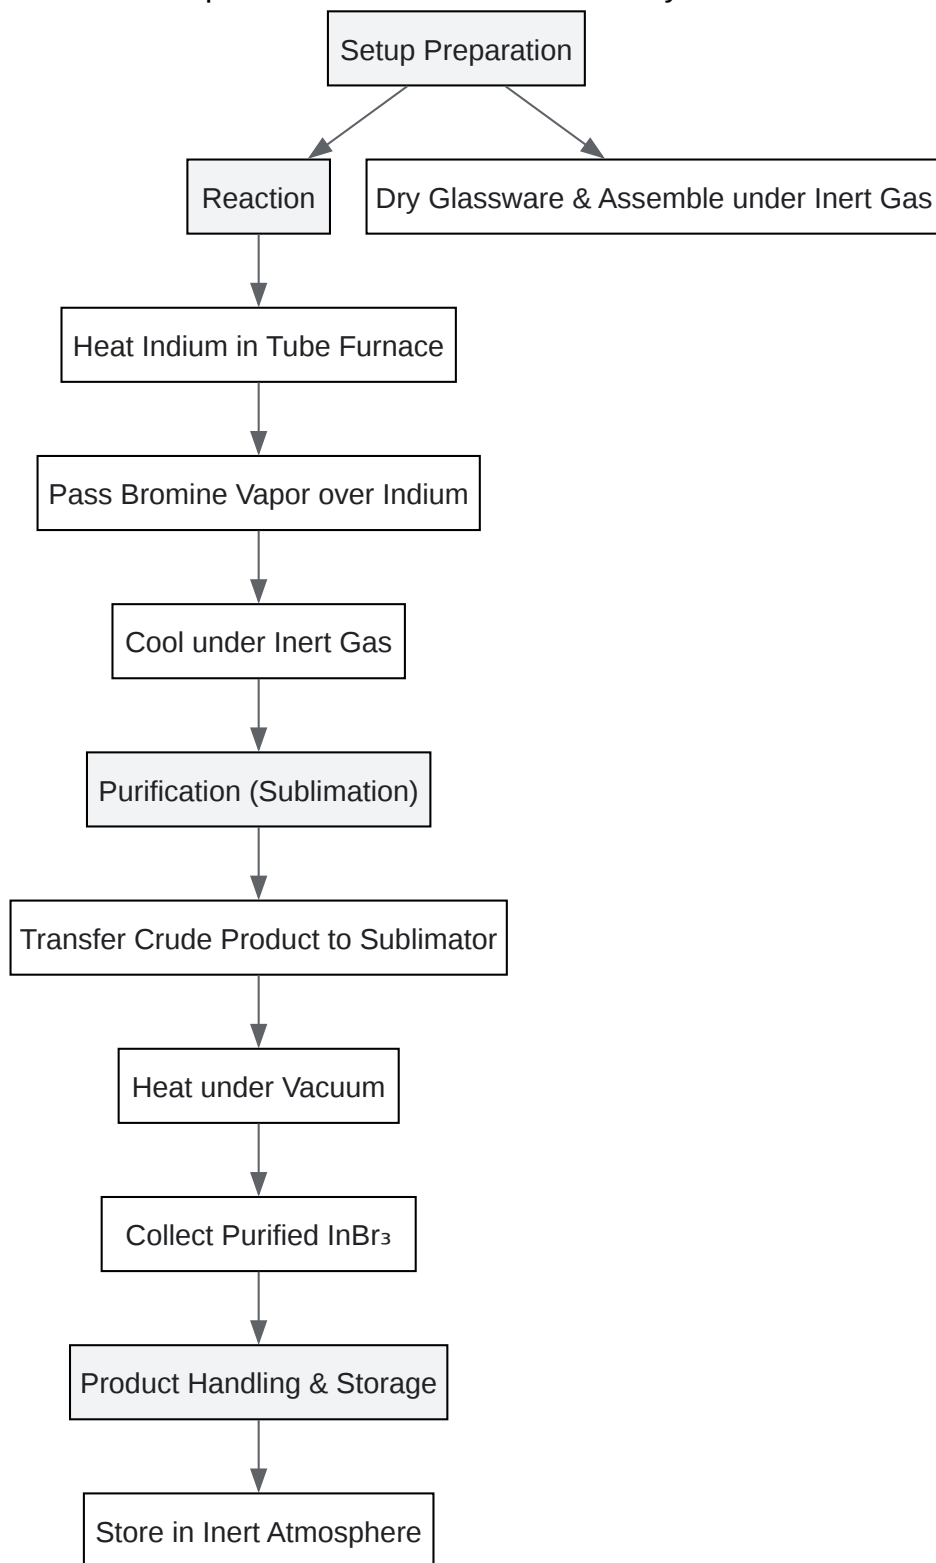 Setup Preparation
Reaction
Dry Glassware & Assemble under Inert Gas
Heat Indium in Tube Furnace
Pass Bromine Vapor over Indium
Cool under Inert Gas
Purification (Sublimation)
Transfer Crude Product to Sublimator
Heat under Vacuum
Collect Purified InBr₃
Product Handling & Storage
Store in Inert Atmosphere